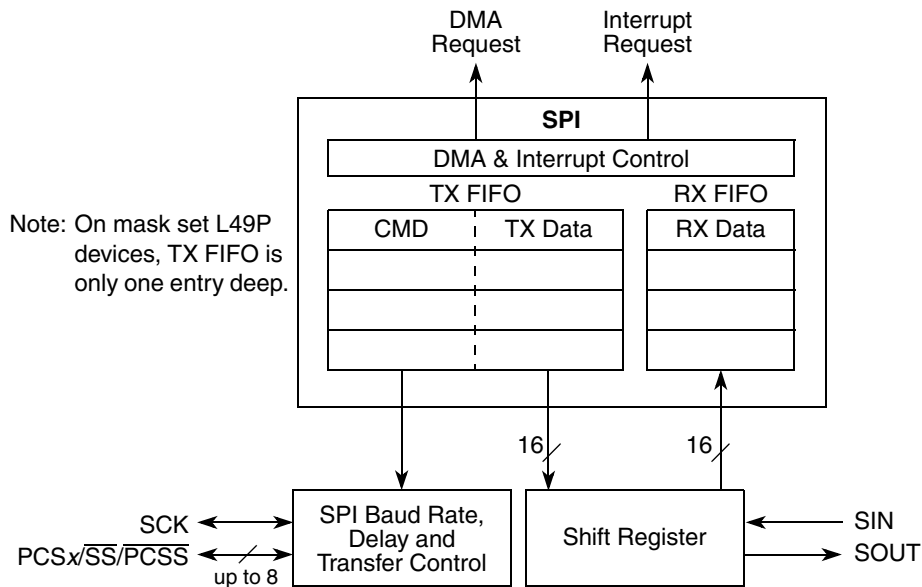 DMA
Request
Interrupt
Request
SPI
DMA & Interrupt Control
TX FIFO
RX FIFO
CMD
TX Data
RX Data
Note: On mask set L49P
devices, TX FIFO is
only one entry deep.
16
16
SCK
PCSx/SS/PCSS
up to 8
SPI Baud Rate,
Delay and
Transfer Control
Shift Register
SIN
SOUT